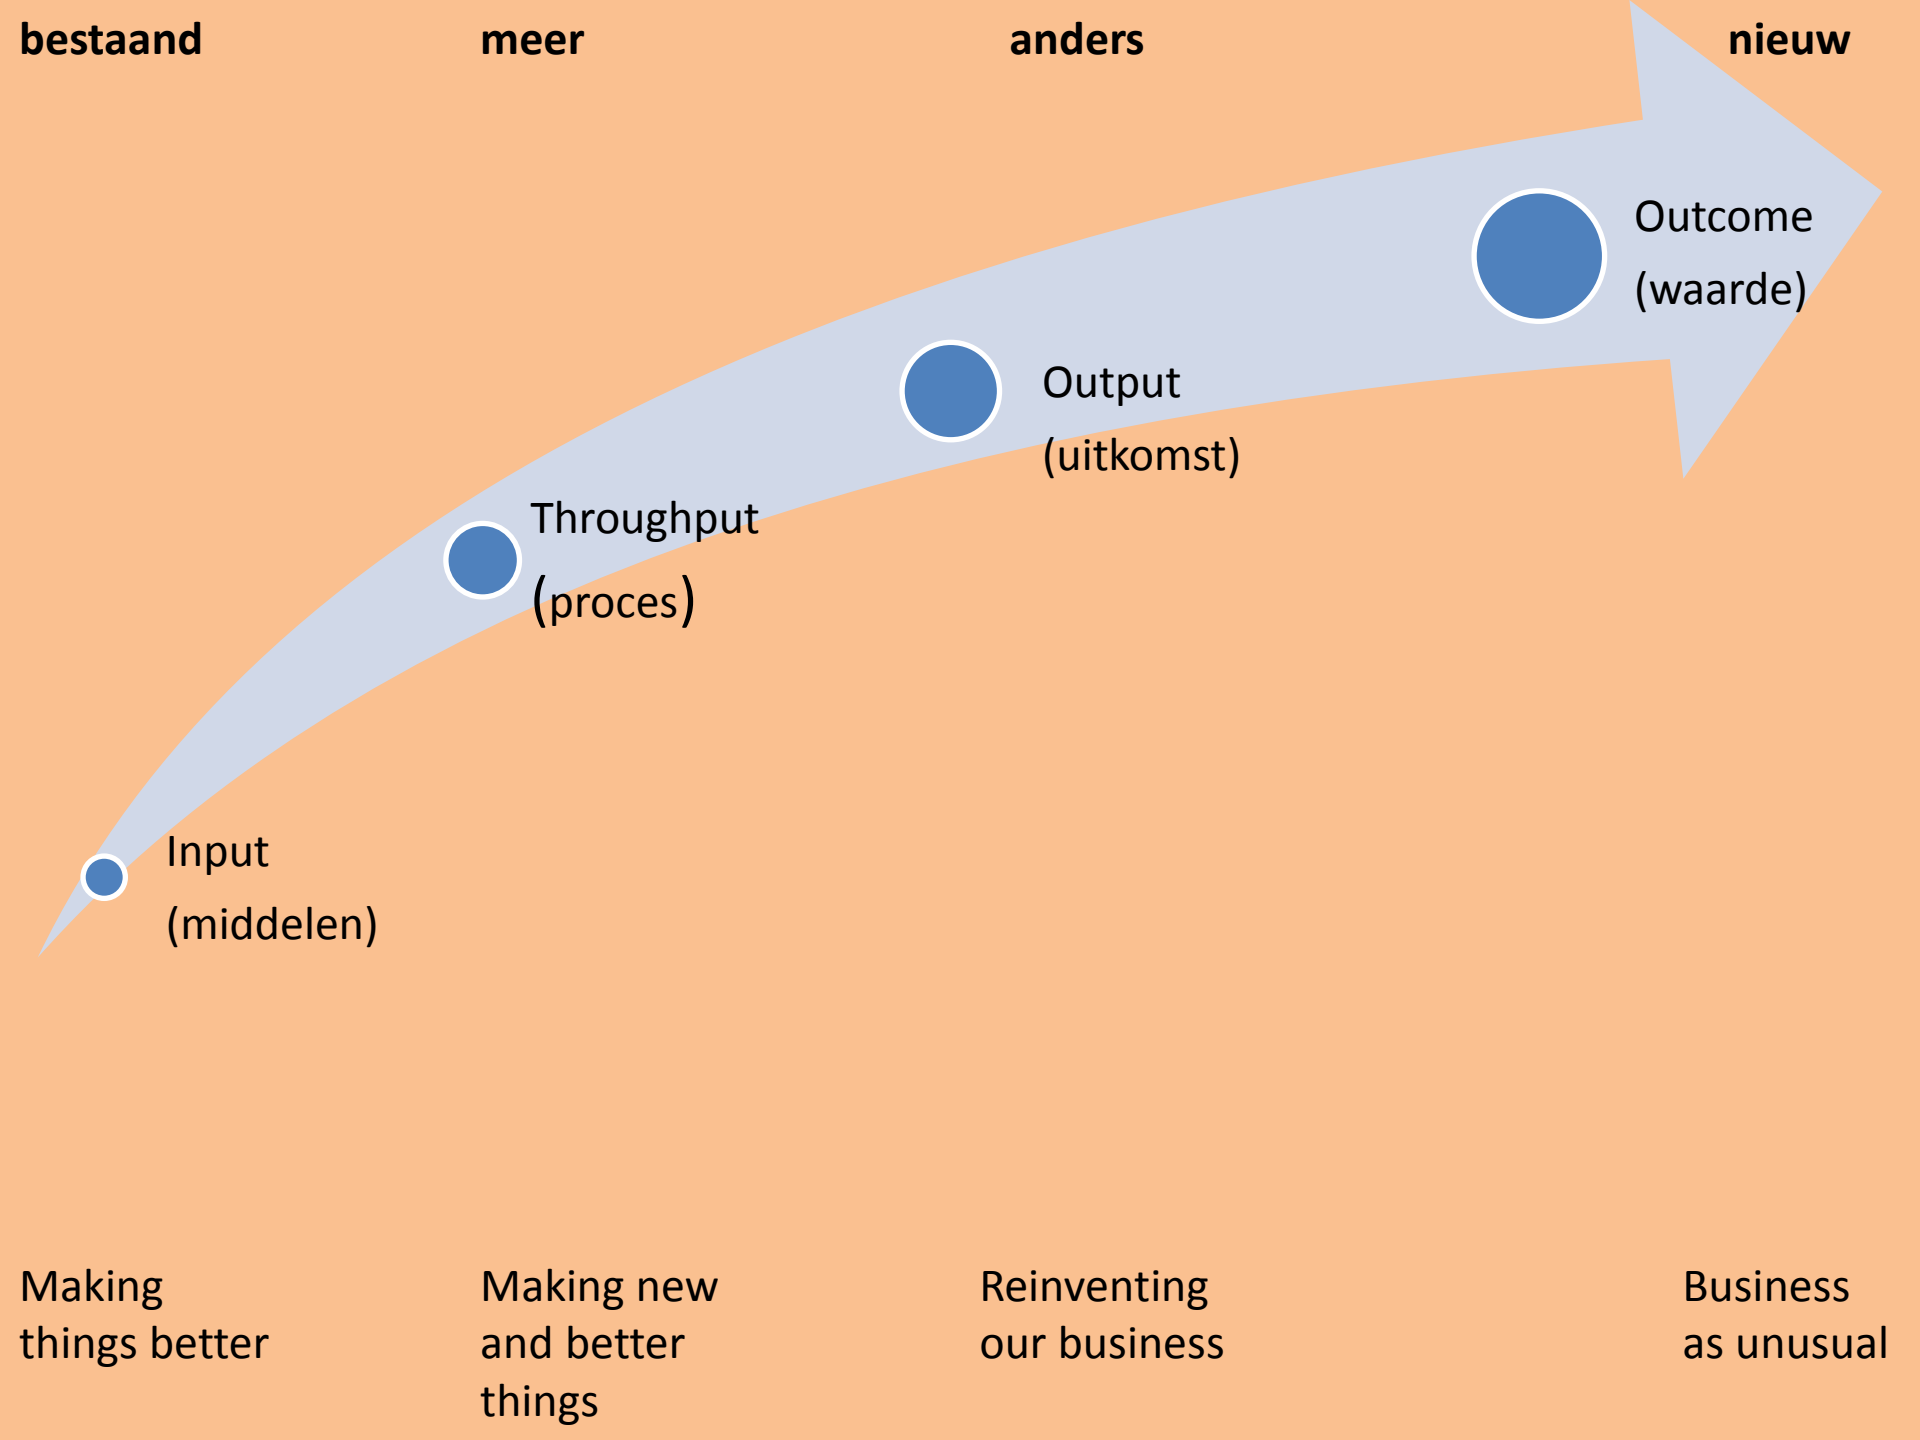 bestaand
meer
anders
nieuw
Outcome
(waarde)
Output
(uitkomst)
Throughput
(proces)
Input
(middelen)
Making
things better
Making new
and better
things
Reinventing
our business
Business
as unusual